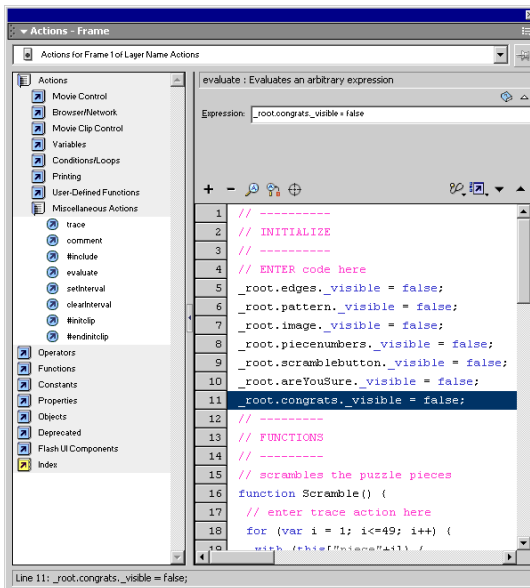 Actions - Frame
Actions for Frame 1 of Layer Name Actions
Actions
Movie Control
Browser/Network
Movie Clip Control
Variables
Conditions/Loops
Printing
User-Defined Functions
Miscellaneous Actions
trace
comment
#include
evaluate
setInterval
clearInterval
#initclip
#endinitclip
Operators
Functions
Constants
Properties
Objects
Deprecated
Flash UI Components
Index
evaluate : Evaluates an arbitrary expression
Expression: _root.congrats._visible = false
1 // ----------
2 // INITIALIZE
3 // ----------
4 // ENTER code here
5 _root.edges._visible = false;
6 _root.pattern._visible = false;
7 _root.image._visible = false;
8 _root.piecenumbers._visible = false;
9 _root.scramblebutton._visible = false;
10 _root.areYouSure._visible = false;
11 _root.congrats._visible = false;
12 // ---------
13 // FUNCTIONS
14 // ---------
15 // scrambles the puzzle pieces
16 function Scramble() {
17 // enter trace action here
18 for (var i = 1; i<=49; i++) {
19 with (this["piece"+i]) {
Line 11: _root.congrats._visible = false;